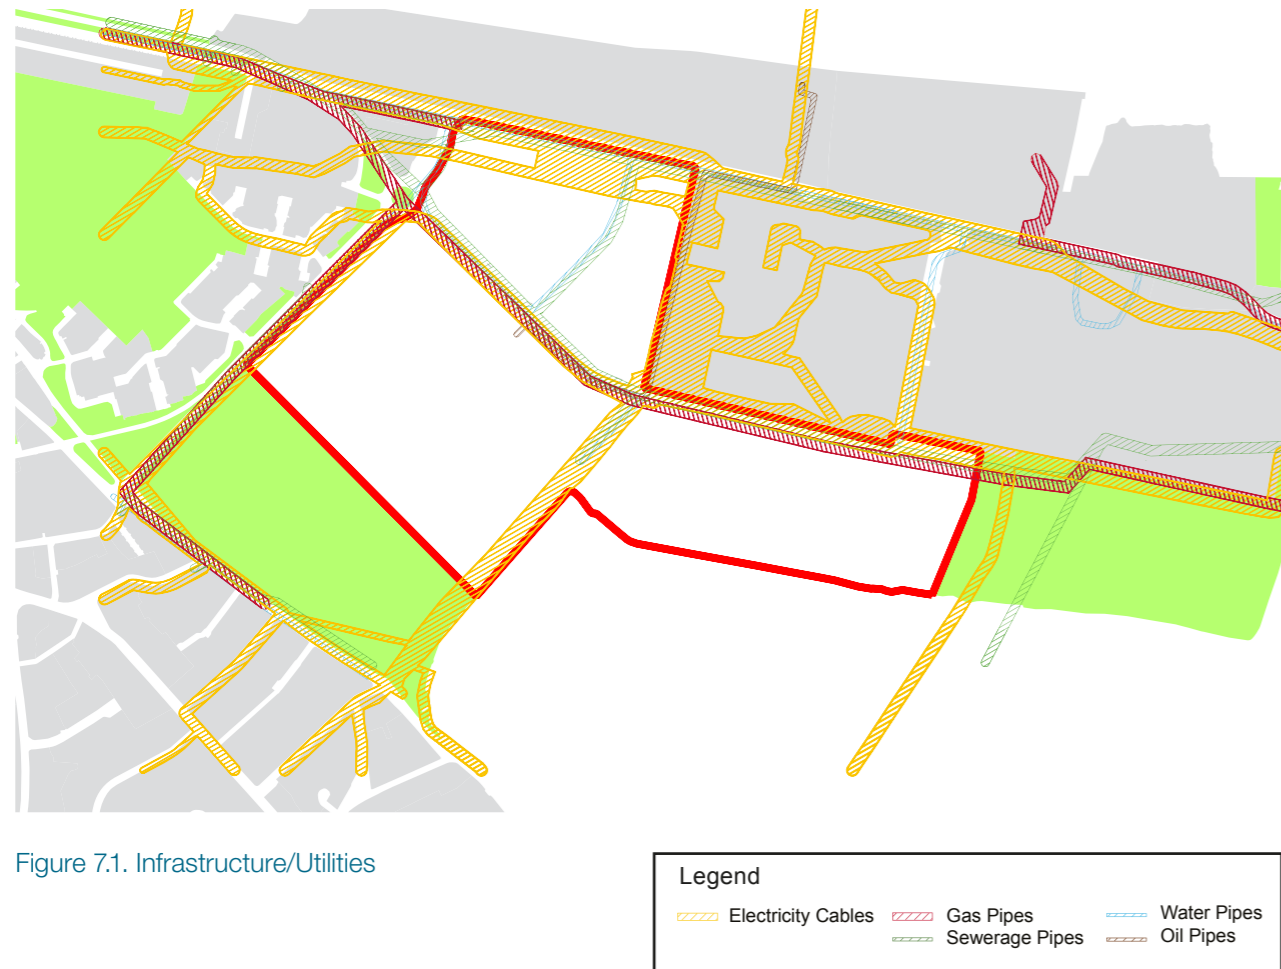 Figure 7.1. Infrastructure/Utilities
Legend
Electricity Cables
Gas Pipes
Water Pipes
Sewerage Pipes
Oil Pipes